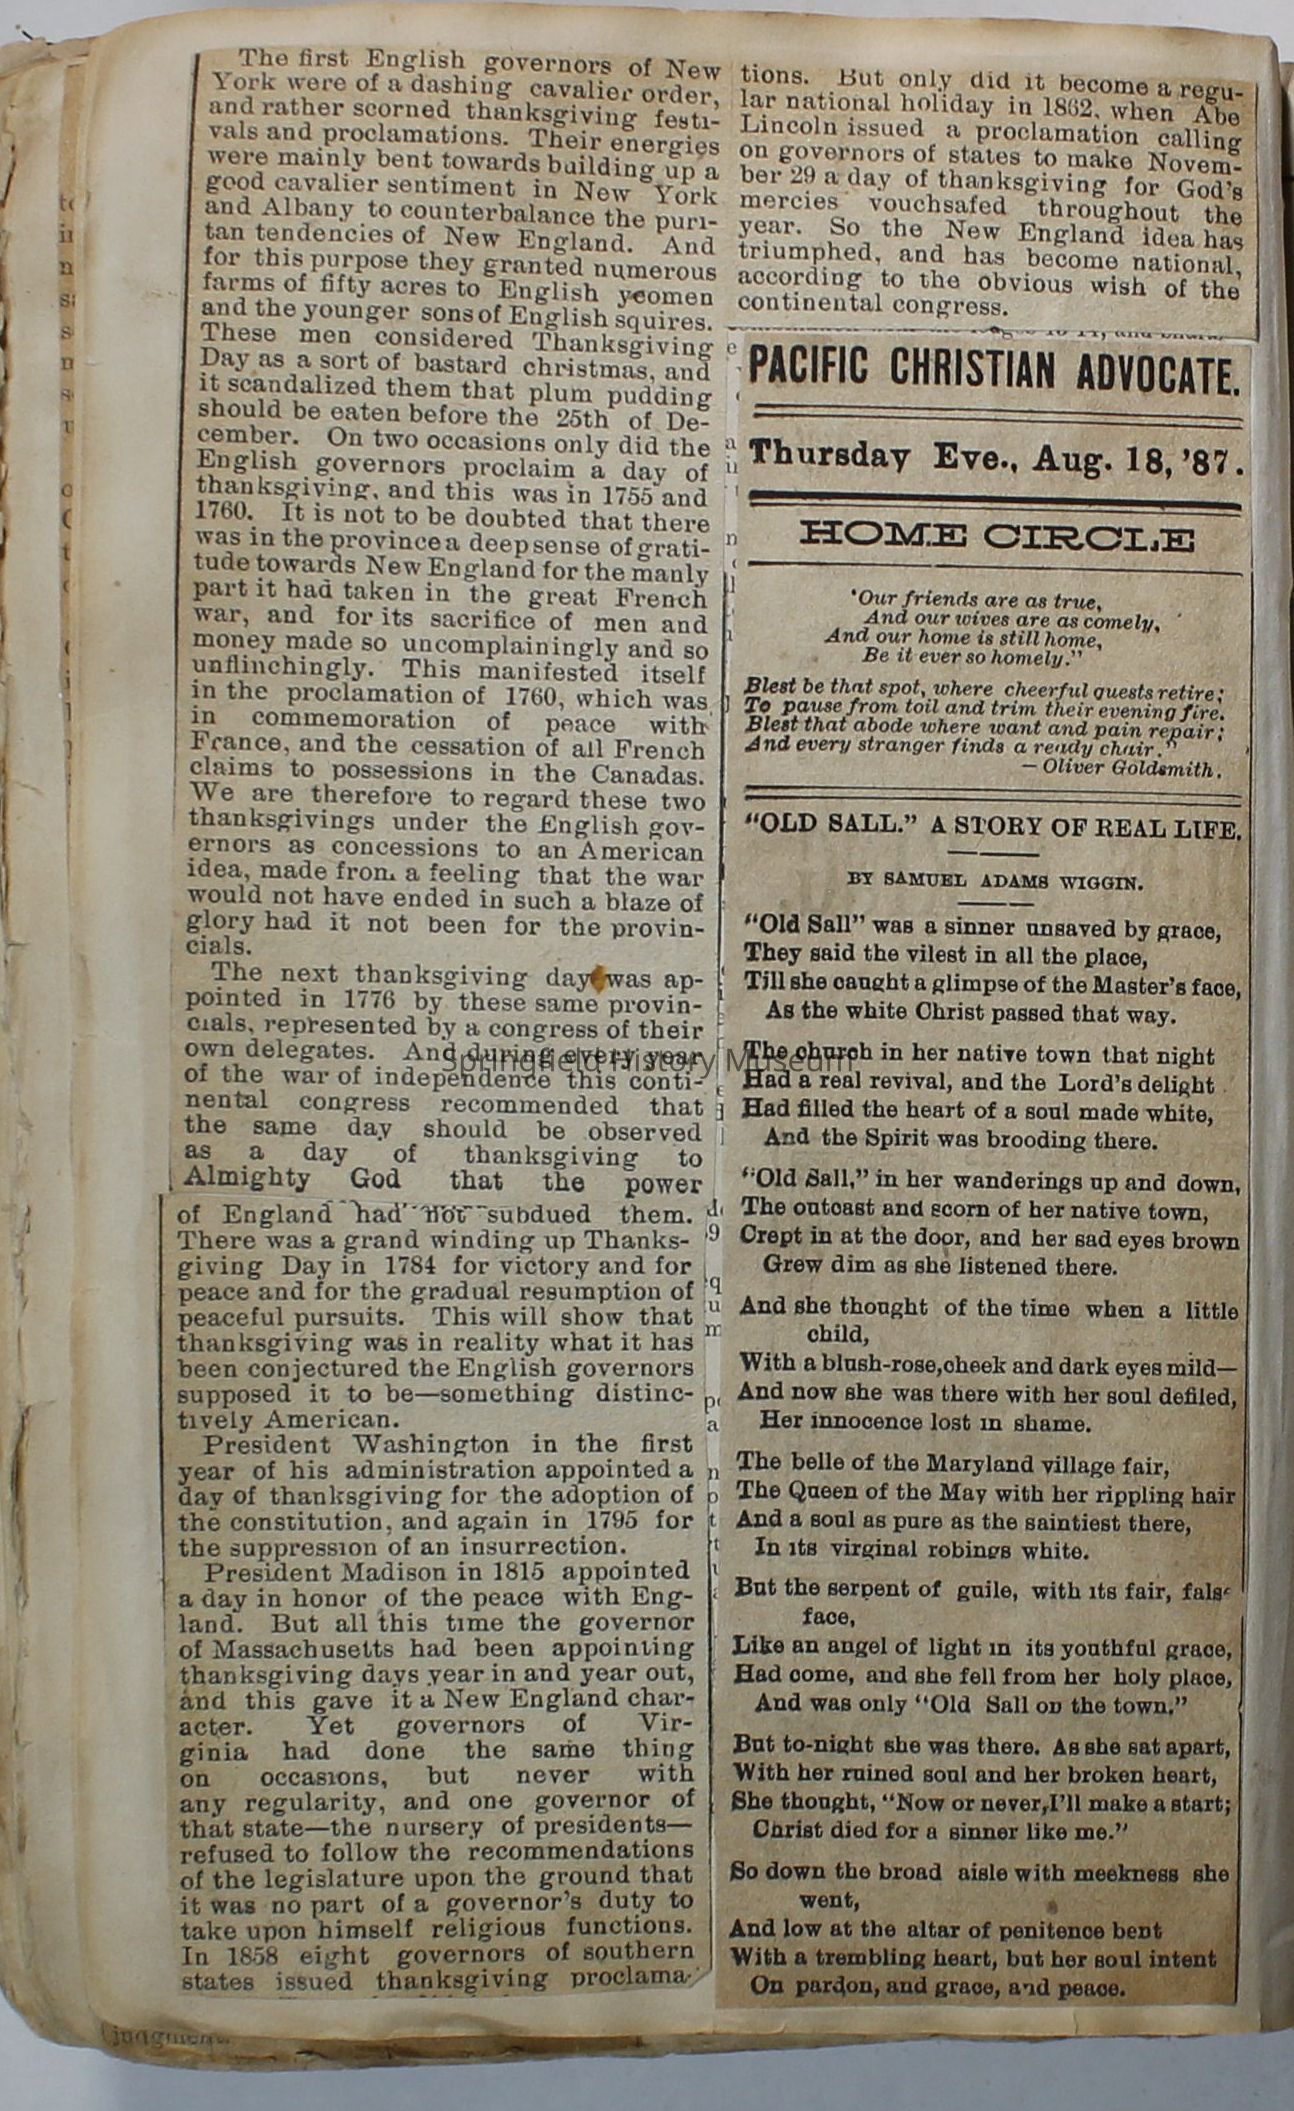 The first English governors of New
York were of a dashing cavalier order,
and rather scorned thanksgiving festi-
vals and proclamations. Their energies
were mainly bent towards building up a
good cavalier sentiment in New York
and Albany to counterbalance the puri-
tan tendencies of New England. And
for this purpose they granted numerous
farms of fifty acres to English yeomen
and the younger sons of English squires.
These men considered Thanksgiving
Day as a sort of bastard christmas, and
it scandalized them that plum pudding
should be eaten before the 25th of De-
cember. On two occasions only did the
English governors proclaim a day of
thanksgiving, and this was in 1755 and
1760. It is not to be doubted that there
was in the province a deep sense of grati-
tude towards New England for the manly
part it had taken in the great French
war, and for its sacrifice of men and
money made so uncomplainingly and so
unflinchingly. This manifested itself
in the proclamation of 1760, which was
in commemoration of peace with
France, and the cessation of all French
claims to possessions in the Canadas.
We are therefore to regard these two
thanksgivings under the English gov-
ernors as concessions to an American
idea, made from a feeling that the war
would not have ended in such a blaze of
glory had it not been for the provin-
cials.
The next thanksgiving day was ap-
pointed in 1776 by these same provin-
cials, represented by a congress of their
own delegates. And during every year
of the war of independence this conti-
nental congress recommended that
the same day should be observed
as a day of thanksgiving to
Almighty God that the power
of England had not subdued them.
There was a grand winding up Thanks-
giving Day in 1784 for victory and for
peace and for the gradual resumption of
peaceful pursuits. This will show that
thanksgiving was in reality what it has
been conjectured the English governors
supposed it to be—something distinc-
tively American.
President Washington in the first
year of his administration appointed a
day of thanksgiving for the adoption of
the constitution, and again in 1795 for
the suppression of an insurrection.
President Madison in 1815 appointed
a day in honor of the peace with Eng-
land. But all this time the governor
of Massachusetts had been appointing
thanksgiving days year in and year out,
and this gave it a New England char-
acter. Yet governors of Vir-
ginia had done the same thing
on occasions, but never with
any regularity, and one governor of
that state—the nursery of presidents—
refused to follow the recommendations
of the legislature upon the ground that
it was no part of a governor's duty to
take upon himself religious functions.
In 1858 eight governors of southern
states issued thanksgiving proclama-
tions. But only did it become a regu-
lar national holiday in 1862, when Abe
Lincoln issued a proclamation calling
on governors of states to make Novem-
ber 29 a day of thanksgiving for God's
mercies vouchsafed throughout the
year. So the New England idea has
triumphed, and has become national,
according to the obvious wish of the
continental congress.
PACIFIC CHRISTIAN ADVOCATE.
Thursday Eve., Aug. 18, '87.
HOME CIRCLE
'Our friends are as true,
And our wives are as comely,
And our home is still home,
Be it ever so homely."
Blest be that spot, where cheerful guests retire;
To pause from toil and trim their evening fire.
Blest that abode where want and pain repair;
And every stranger finds a ready chair."
— Oliver Goldsmith.
"OLD SALL." A STORY OF REAL LIFE.
BY SAMUEL ADAMS WIGGIN.
"Old Sall" was a sinner unsaved by grace,
They said the vilest in all the place,
Till she caught a glimpse of the Master's face,
As the white Christ passed that way.
The church in her native town that night
Had a real revival, and the Lord's delight
Had filled the heart of a soul made white,
And the Spirit was brooding there.
"Old Sall," in her wanderings up and down,
The outcast and scorn of her native town,
Crept in at the door, and her sad eyes brown
Grew dim as she listened there.
And she thought of the time when a little
child,
With a blush-rose,cheek and dark eyes mild—
And now she was there with her soul defiled,
Her innocence lost in shame.
The belle of the Maryland village fair,
The Queen of the May with her rippling hair
And a soul as pure as the saintiest there,
In its virginal robings white.
But the serpent of guile, with its fair, false
face,
Like an angel of light in its youthful grace,
Had come, and she fell from her holy place,
And was only "Old Sall on the town."
But to-night she was there. As she sat apart,
With her ruined soul and her broken heart,
She thought, "Now or never, I'll make a start;
Christ died for a sinner like me."
So down the broad aisle with meekness she
went,
And low at the altar of penitence bent
With a trembling heart, but her soul intent
On pardon, and grace, and peace.
Springfield History Museum